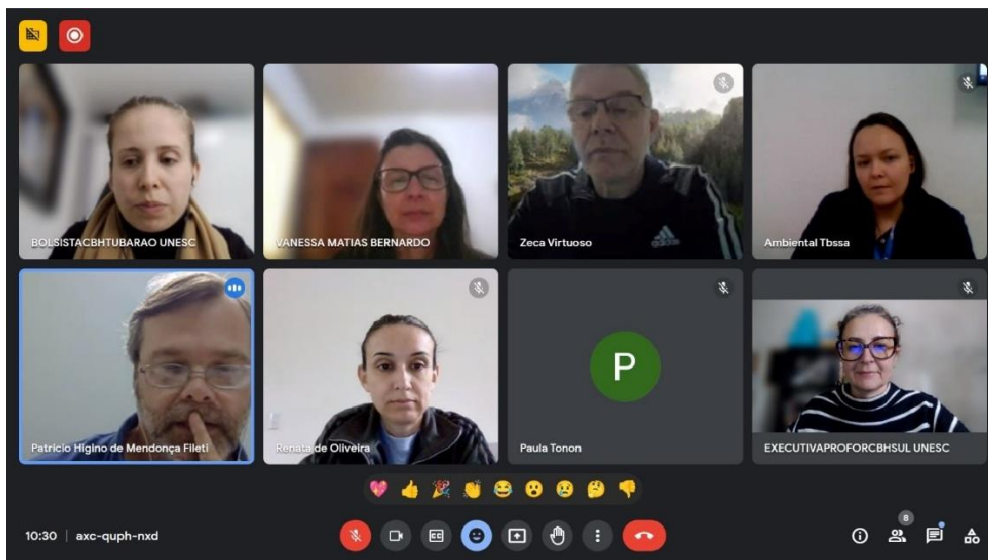 BOLSISTACBHTUBARAO UNESC
VANESSA MATIAS BERNARDO
Zeca Virtuoso
adidas
Ambiental Tbssa
Patricio Higino de Mendonça Fileti
Renata de Oliveira
P
Paula Tonon
EXECUTIVAPROFORCBHSUL UNESC
10:30 | axc-quph-nxd
CC
8